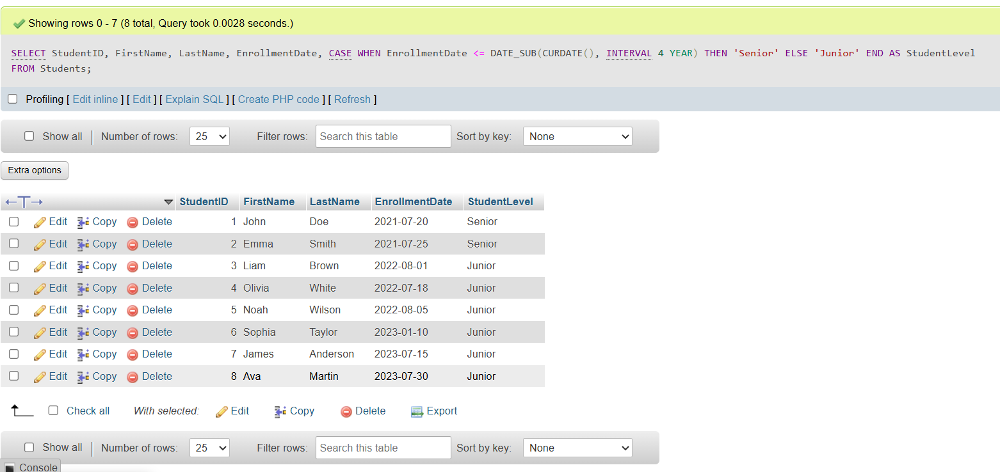 Showing rows 0 - 7 (8 total, Query took 0.0028 seconds.)
SELECT StudentID, FirstName, LastName, EnrollmentDate, CASE WHEN EnrollmentDate <= DATE_SUB(CURDATE(), INTERVAL 4 YEAR) THEN 'Senior' ELSE 'Junior' END AS StudentLevel
FROM Students;
Profiling [ Edit inline ] [ Edit ] [ Explain SQL ] [ Create PHP code ] [ Refresh ]
Show all Number of rows: 25 Filter rows: Search this table Sort by key: None
Extra options
StudentID FirstName LastName EnrollmentDate StudentLevel
Edit Copy Delete 1 John Doe 2021-07-20 Senior
Edit Copy Delete 2 Emma Smith 2021-07-25 Senior
Edit Copy Delete 3 Liam Brown 2022-08-01 Junior
Edit Copy Delete 4 Olivia White 2022-07-18 Junior
Edit Copy Delete 5 Noah Wilson 2022-08-05 Junior
Edit Copy Delete 6 Sophia Taylor 2023-01-10 Junior
Edit Copy Delete 7 James Anderson 2023-07-15 Junior
Edit Copy Delete 8 Ava Martin 2023-07-30 Junior
Check all With selected: Edit Copy Delete Export
Show all Number of rows: 25 Filter rows: Search this table Sort by key: None
Console